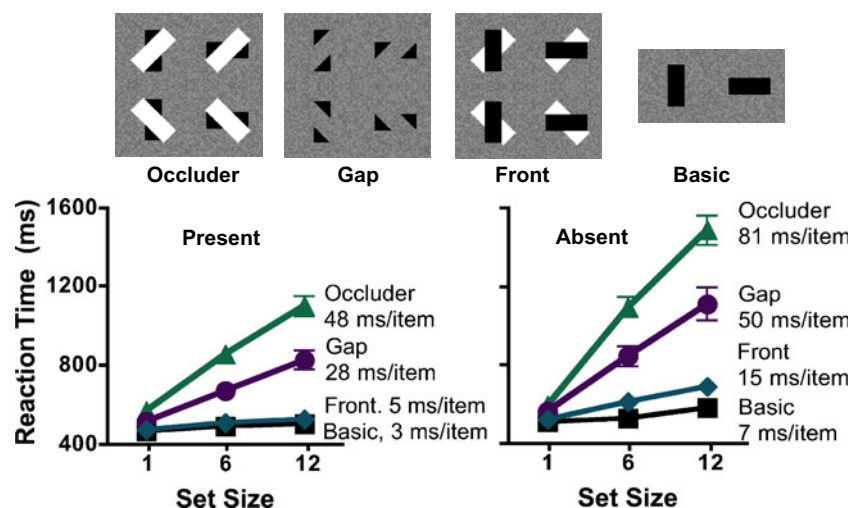 Occluder
Gap
Front
Basic
Reaction Time (ms)
1600
1200
800
400
Present
Occluder
48 ms/item
Gap
28 ms/item
Front. 5 ms/item
Basic, 3 ms/item
1
6
12
Set Size
Absent
Occluder
81 ms/item
Gap
50 ms/item
Front
15 ms/item
Basic
7 ms/item
1
6
12
Set Size